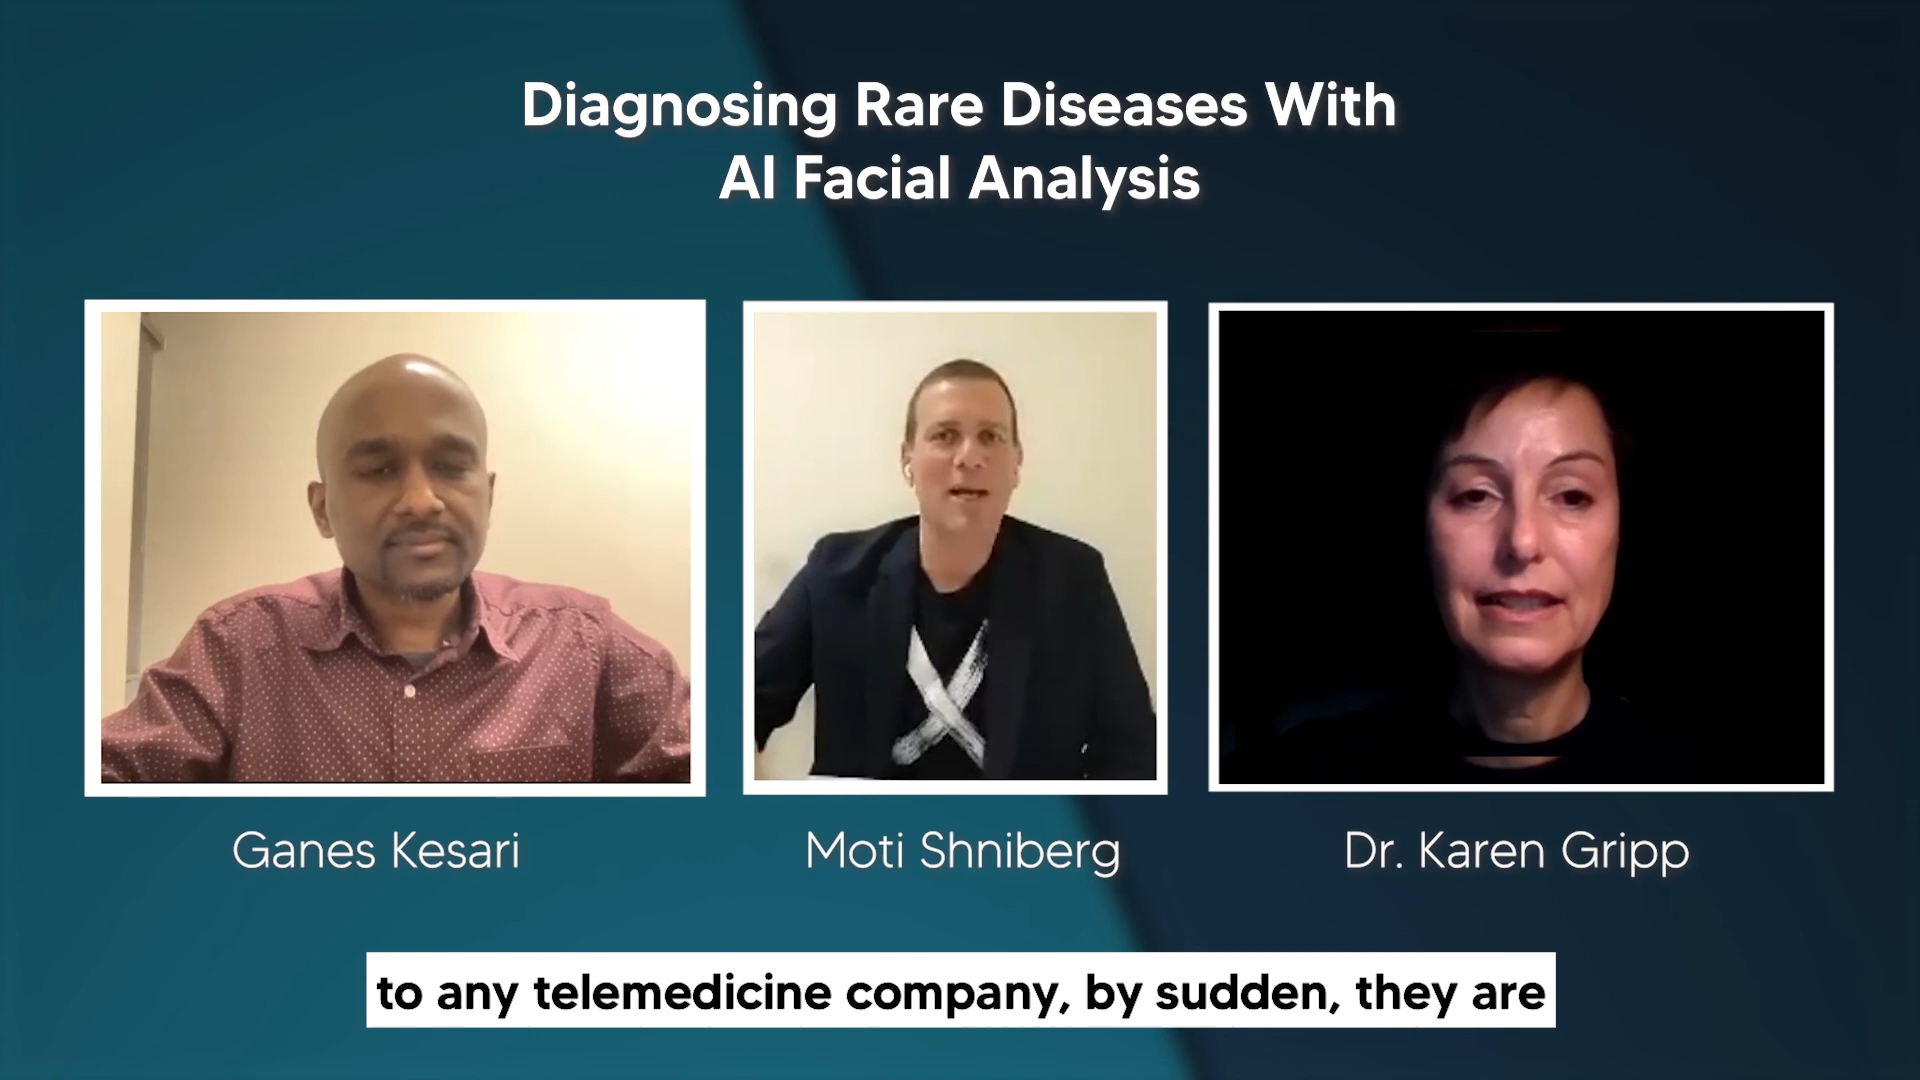 Diagnosing Rare Diseases With
AI Facial Analysis
Ganes Kesari
Moti Shniberg
Dr. Karen Gripp
to any telemedicine company, by sudden, they are